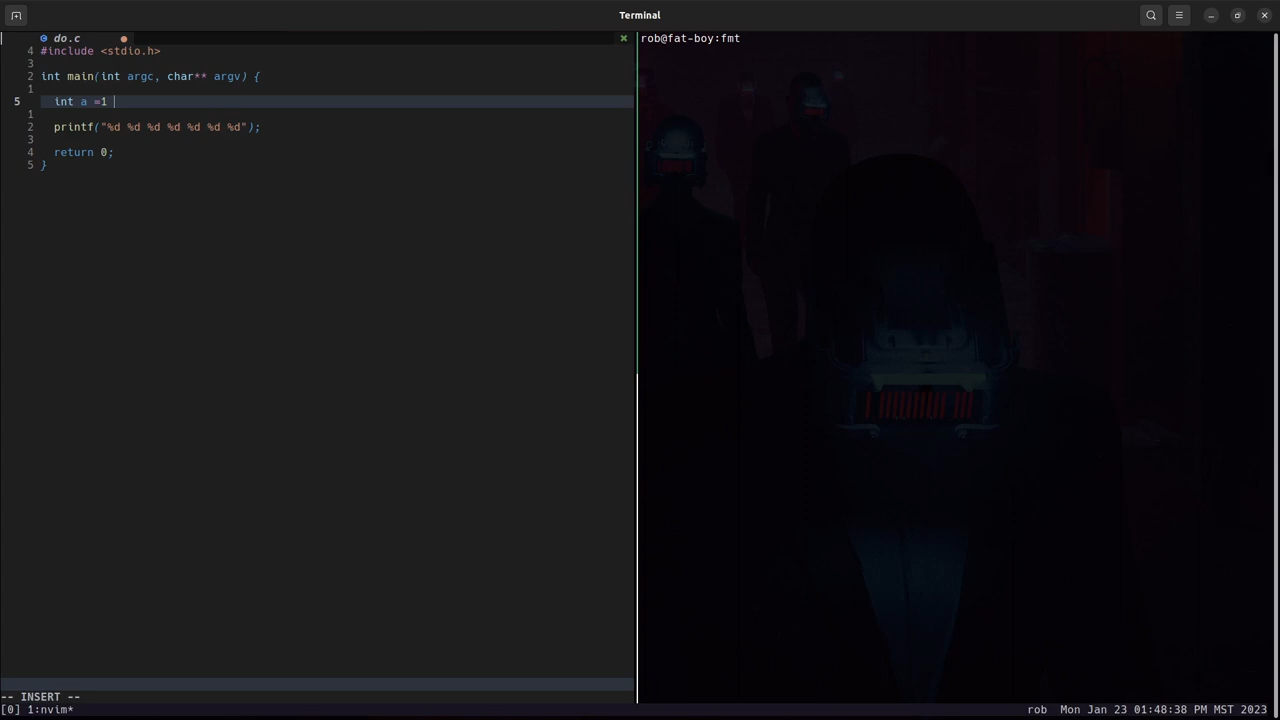 Terminal
do.c
4 #include <stdio.h>
3
2 int main(int argc, char** argv) {
1
5 int a =1
1
2 printf("%d %d %d %d %d %d %d");
3
4 return 0;
5 }
rob@fat-boy:fmt
-- INSERT --
[0] 1:nvim* rob Mon Jan 23 01:48:38 PM MST 2023